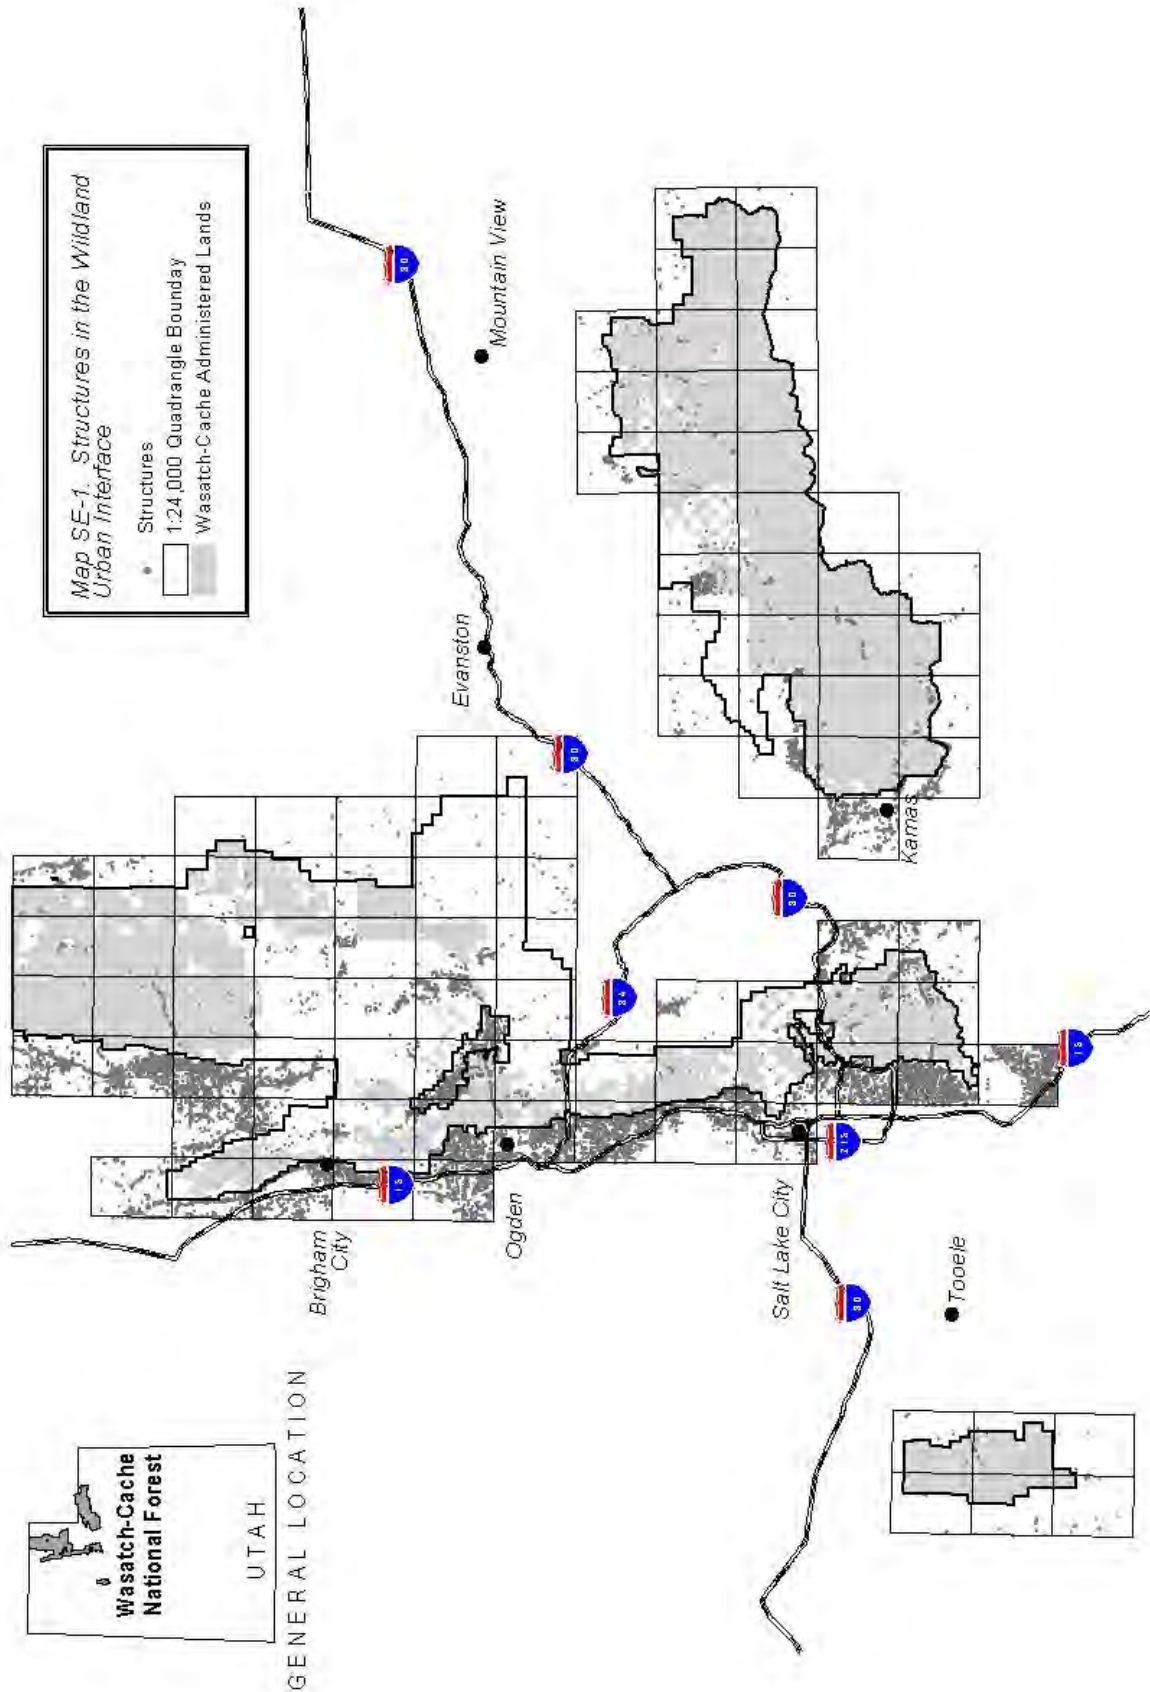 Map SE-1. Structures in the Wildland
Urban Interface
Structures
1:24,000 Quadrangle Bounday
Wasatch-Cache Administered Lands
Wasatch-Cache
National Forest
UTAH
GENERAL LOCATION
Brigham
City
Ogden
Salt Lake City
Tooele
Evanston
Mountain View
Kamas
80
80
80
80
84
15
15
215